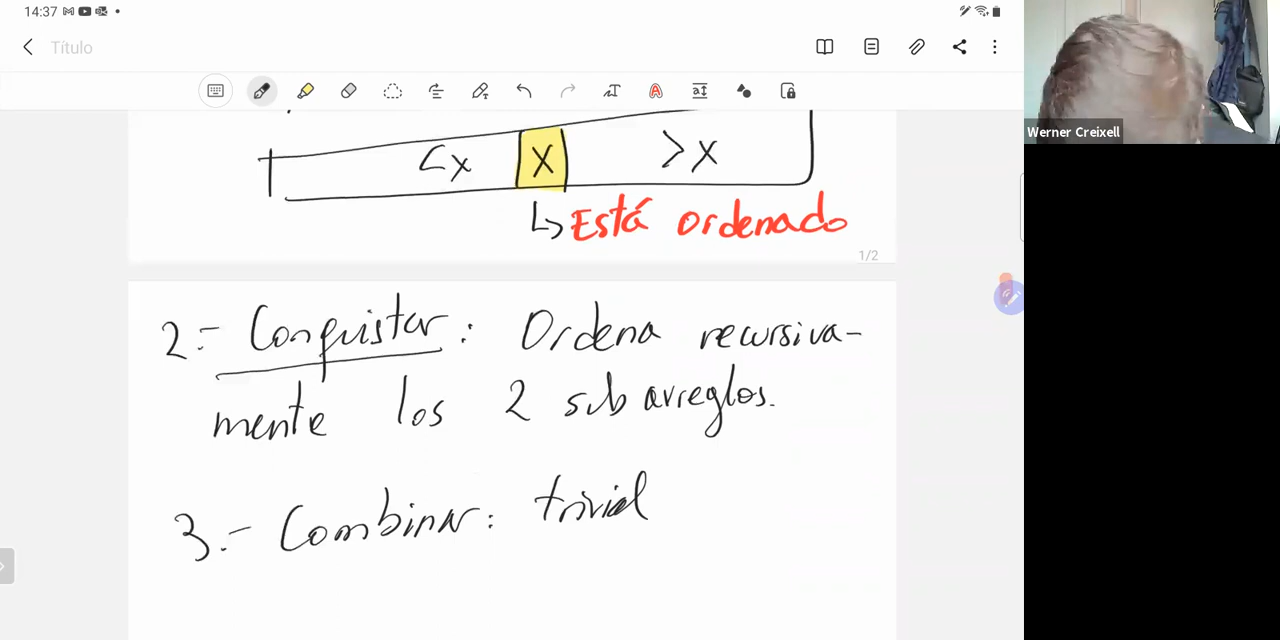 14:37
Título
Werner Creixell
<x x >x
Está ordenado
1/2
2.- Conquistar: Ordena recursiva-
mente los 2 subarreglos.
3.- Combinar: trivial